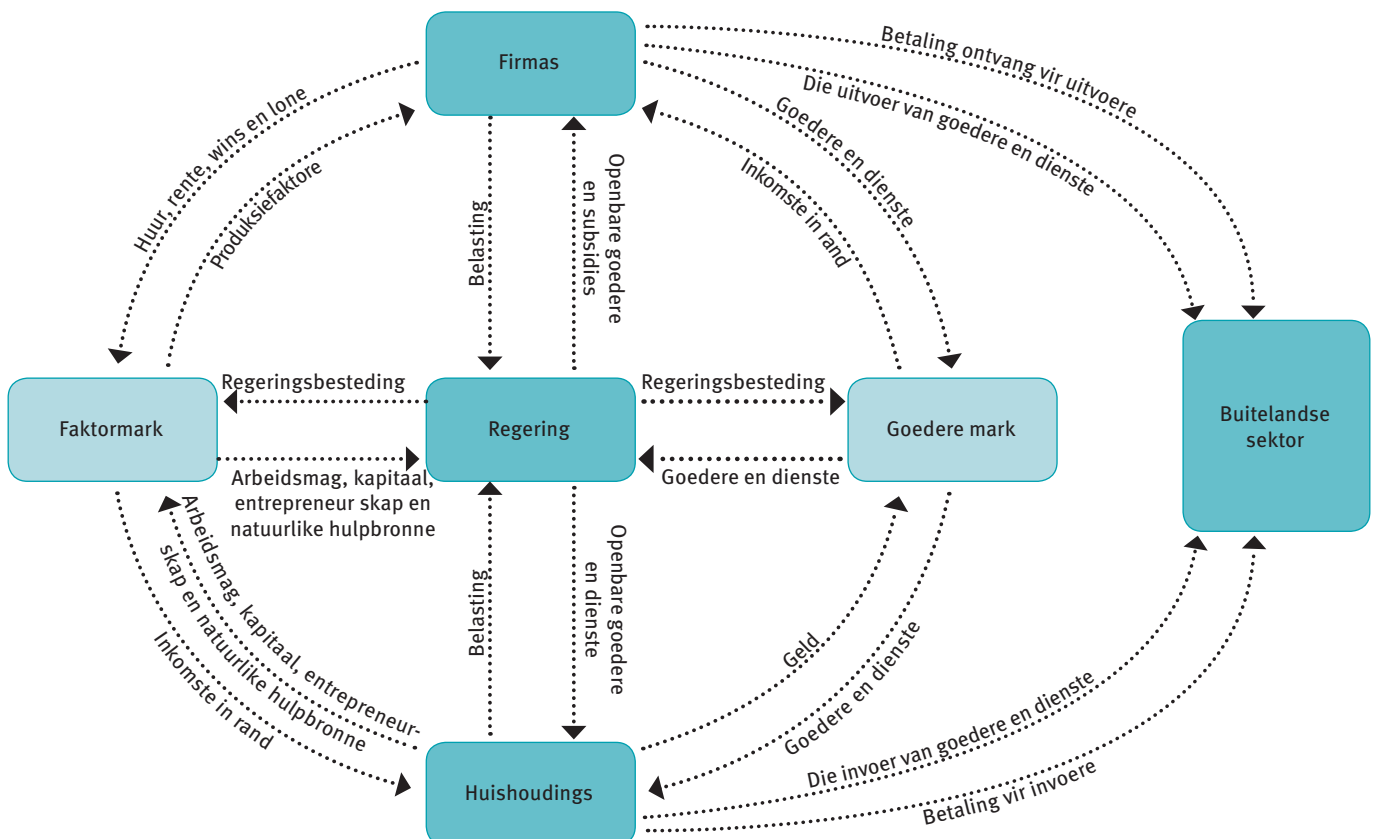 Firmas
Betaling ontvang vir uitvoere
Die uitvoer van goedere en dienste
Goedere en dienste
Inkomste in rand
Huur, rente, wins en lone
Produksiefaktore
Belasting
Openbare goedere
en subsidies
Faktormark
Regeringsbesteding
Arbeidsmag, kapitaal,
entrepreneur skap en
natuurlike hulpbronne
Regering
Regeringsbesteding
Goedere en dienste
Goedere mark
Buitelandse
sektor
Arbeidsmag, kapitaal, entrepreneur-
skap en natuurlike hulpbronne
Inkomste in rand
Belasting
Openbare goedere
en dienste
Geld
Goedere en dienste
Huishoudings
Die invoer van goedere en dienste
Betaling vir invoere